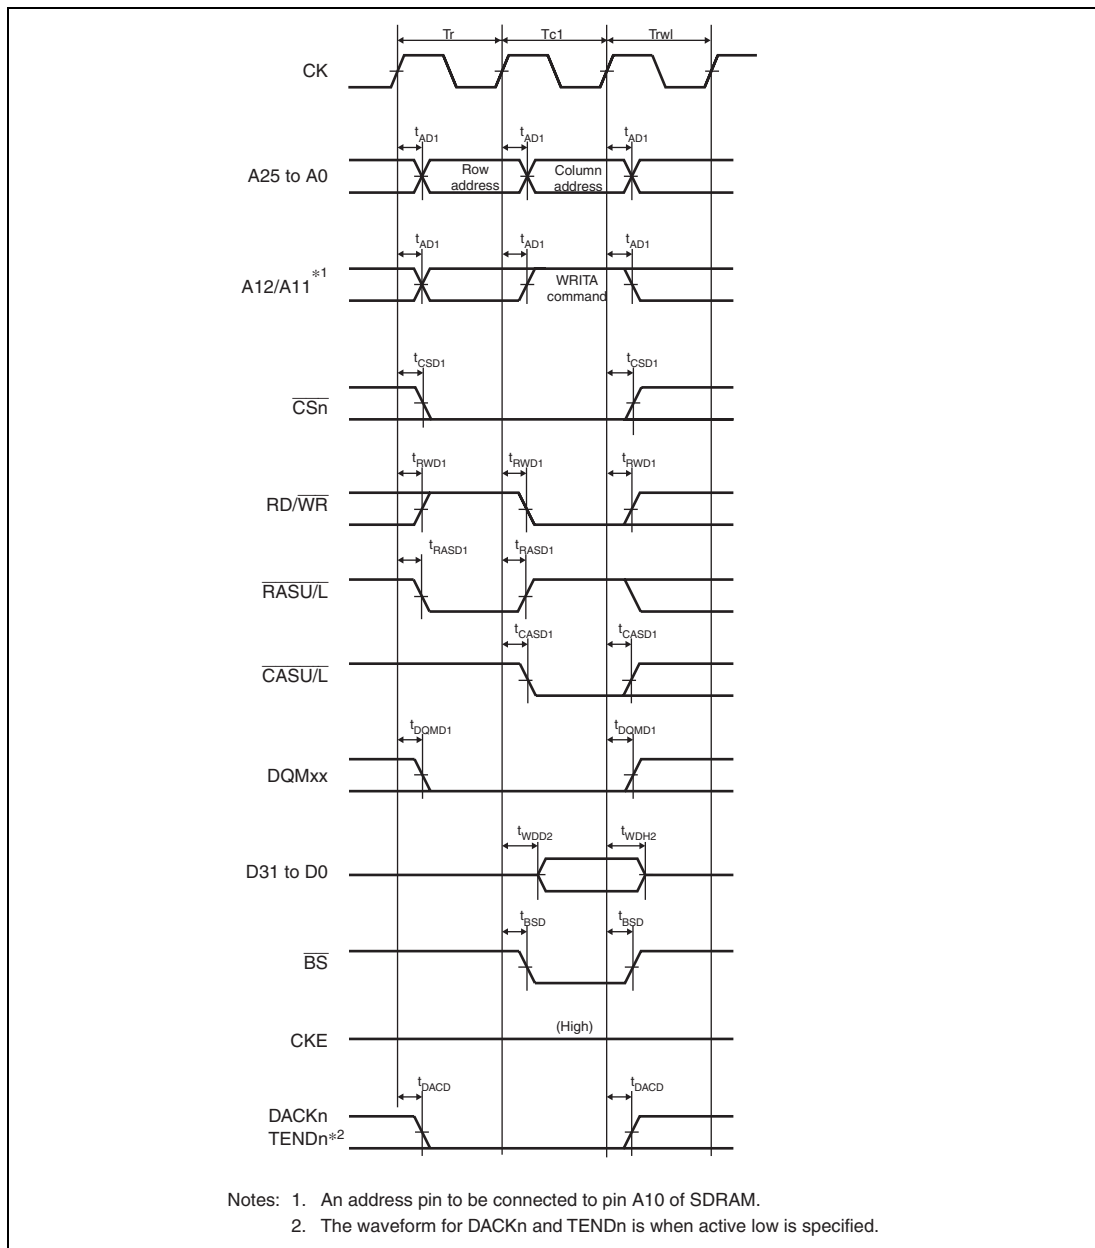 Tr Tc1 Trwl
CK
tAD1 tAD1 tAD1
A25 to A0
Row address
Column address
tAD1 tAD1 tAD1
A12/A11*1
WRITA command
tCSD1 tCSD1
CSn
tRWD1 tRWD1 tRWD1
RD/WR
tRASD1 tRASD1
RASU/L
tCASD1 tCASD1
CASU/L
tDQMD1 tDQMD1
DQMxx
tWDD2 tWDH2
D31 to D0
tBSD tBSD
BS
(High)
CKE
tDACD tDACD
DACKn
TENDn*2
Notes: 1. An address pin to be connected to pin A10 of SDRAM.
2. The waveform for DACKn and TENDn is when active low is specified.